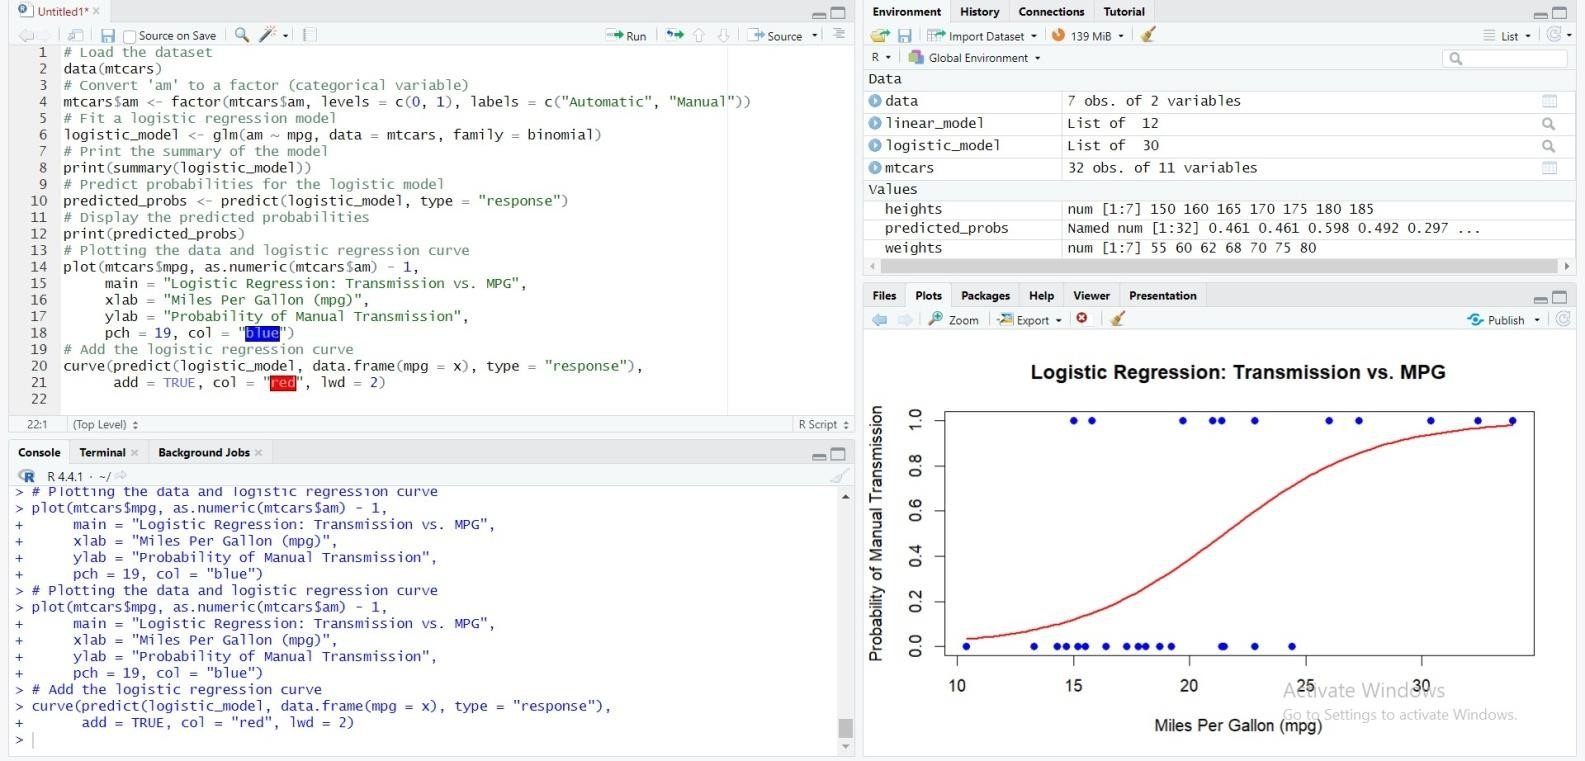 Untitled1*
Source on Save
Run
Source
1 # Load the dataset
2 data(mtcars)
3 # Convert 'am' to a factor (categorical variable)
4 mtcars$am <- factor(mtcars$am, levels = c(0, 1), labels = c("Automatic", "Manual"))
5 # Fit a logistic regression model
6 logistic_model <- glm(am ~ mpg, data = mtcars, family = binomial)
7 # Print the summary of the model
8 print(summary(logistic_model))
9 # Predict probabilities for the logistic model
10 predicted_probs <- predict(logistic_model, type = "response")
11 # Display the predicted probabilities
12 print(predicted_probs)
13 # Plotting the data and logistic regression curve
14 plot(mtcars$mpg, as.numeric(mtcars$am) - 1,
15 main = "Logistic Regression: Transmission vs. MPG",
16 xlab = "Miles Per Gallon (mpg)",
17 ylab = "Probability of Manual Transmission",
18 pch = 19, col = "blue")
19 # Add the logistic regression curve
20 curve(predict(logistic_model, data.frame(mpg = x), type = "response"),
21 add = TRUE, col = "red", lwd = 2)
22
22:1 (Top Level) R Script
Console Terminal Background Jobs
R R 4.4.1 · ~/
> # Plotting the data and logistic regression curve
> plot(mtcars$mpg, as.numeric(mtcars$am) - 1,
+ main = "Logistic Regression: Transmission vs. MPG",
+ xlab = "Miles Per Gallon (mpg)",
+ ylab = "Probability of Manual Transmission",
+ pch = 19, col = "blue")
> # Plotting the data and logistic regression curve
> plot(mtcars$mpg, as.numeric(mtcars$am) - 1,
+ main = "Logistic Regression: Transmission vs. MPG",
+ xlab = "Miles Per Gallon (mpg)",
+ ylab = "Probability of Manual Transmission",
+ pch = 19, col = "blue")
> # Add the logistic regression curve
> curve(predict(logistic_model, data.frame(mpg = x), type = "response"),
+ add = TRUE, col = "red", lwd = 2)
>
Environment History Connections Tutorial
Import Dataset 139 MiB List
R Global Environment
Data
data 7 obs. of 2 variables
linear_model List of 12
logistic_model List of 30
mtcars 32 obs. of 11 variables
Values
heights num [1:7] 150 160 165 170 175 180 185
predicted_probs Named num [1:32] 0.461 0.461 0.598 0.492 0.297 ...
weights num [1:7] 55 60 62 68 70 75 80
Files Plots Packages Help Viewer Presentation
Zoom Export Publish
Logistic Regression: Transmission vs. MPG
Probability of Manual Transmission
1.0
0.8
0.6
0.4
0.2
0.0
10 15 20 25 30
Miles Per Gallon (mpg)
Activate Windows
Go to Settings to activate Windows.